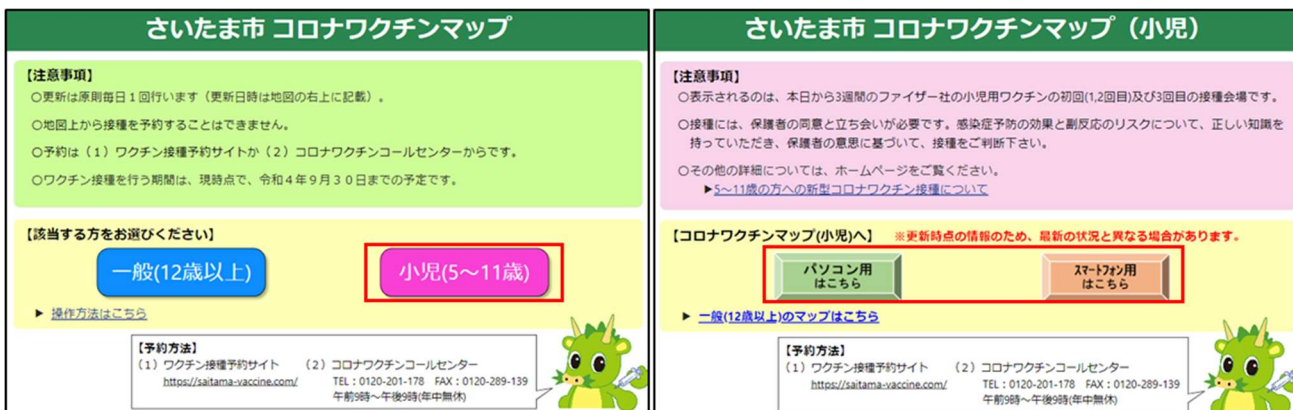 さいたま市 コロナワクチンマップ
【注意事項】
○更新は原則毎日１回行います（更新日時は地図の右上に記載）。
○地図上から接種を予約することはできません。
○予約は（１）ワクチン接種予約サイトか（２）コロナワクチンコールセンターからです。
○ワクチン接種を行う期間は、現時点で、令和４年９月３０日までの予定です。
【該当する方をお選びください】
一般(12歳以上)
小児(5～11歳)
▶ 操作方法はこちら
【予約方法】
（１）ワクチン接種予約サイト （２）コロナワクチンコールセンター
https://saitama-vaccine.com/ TEL：0120-201-178 FAX：0120-289-139
午前9時～午後9時(年中無休)
さいたま市 コロナワクチンマップ（小児）
【注意事項】
○表示されるのは、本日から3週間のファイザー社の小児用ワクチンの初回(1,2回目)及び3回目の接種会場です。
○接種には、保護者の同意と立ち会いが必要です。感染症予防の効果と副反応のリスクについて、正しい知識を
持っていただき、保護者の意思に基づいて、接種をご判断下さい。
○その他の詳細については、ホームページをご覧ください。
▶5～11歳の方への新型コロナワクチン接種について
【コロナワクチンマップ(小児)へ】 ※更新時点の情報のため、最新の状況と異なる場合があります。
パソコン用
はこちら
スマートフォン用
はこちら
▶ 一般(12歳以上)のマップはこちら
【予約方法】
（１）ワクチン接種予約サイト （２）コロナワクチンコールセンター
https://saitama-vaccine.com/ TEL：0120-201-178 FAX：0120-289-139
午前9時～午後9時(年中無休)